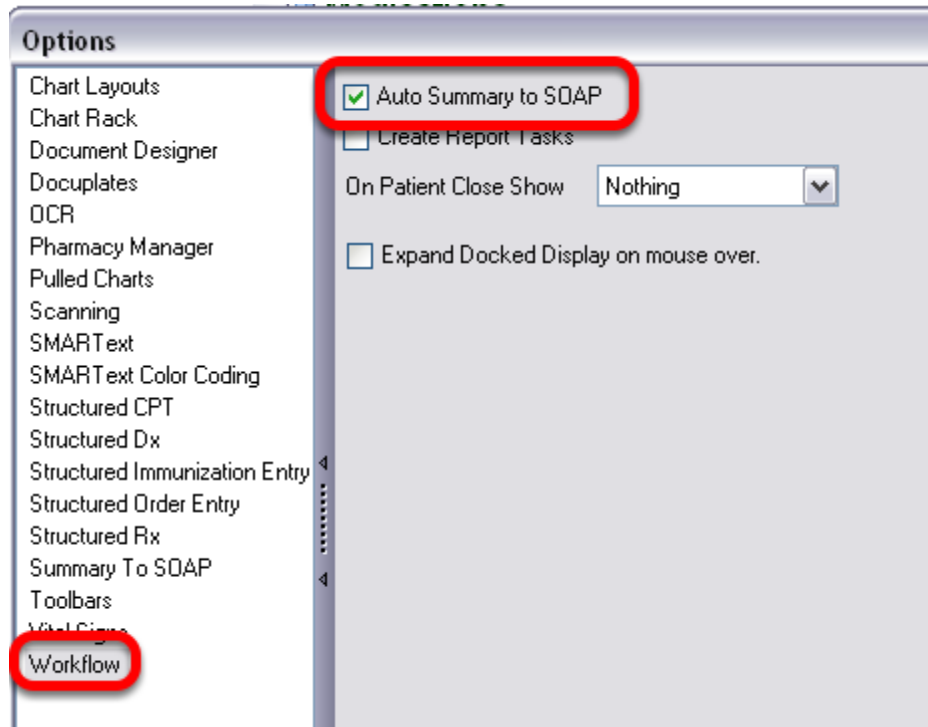 Options
Chart Layouts
Chart Rack
Document Designer
Docuplates
OCR
Pharmacy Manager
Pulled Charts
Scanning
SMARText
SMARText Color Coding
Structured CPT
Structured Dx
Structured Immunization Entry
Structured Order Entry
Structured Rx
Summary To SOAP
Toolbars
Vital Signs
Workflow
Auto Summary to SOAP
Create Report Tasks
On Patient Close Show Nothing
Expand Docked Display on mouse over.